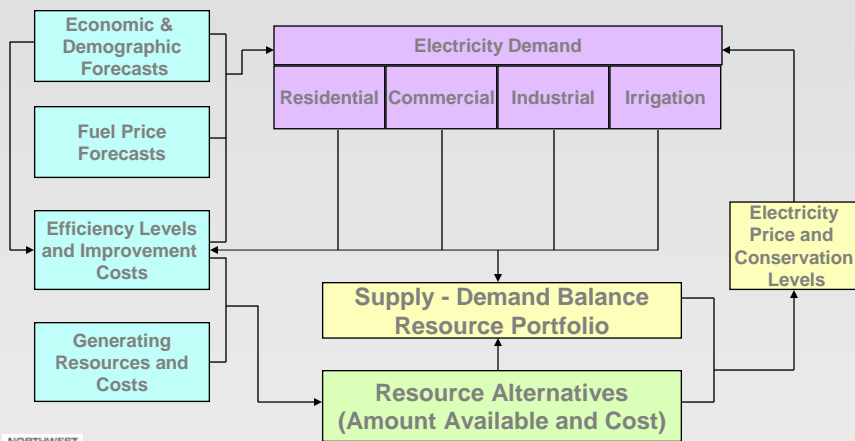 Economic &
Demographic
Forecasts
Electricity Demand
Residential
Commercial
Industrial
Irrigation
Fuel Price
Forecasts
Efficiency Levels
and Improvement
Costs
Electricity
Price and
Conservation
Levels
Supply - Demand Balance
Resource Portfolio
Generating
Resources and
Costs
Resource Alternatives
(Amount Available and Cost)
NORTHWEST